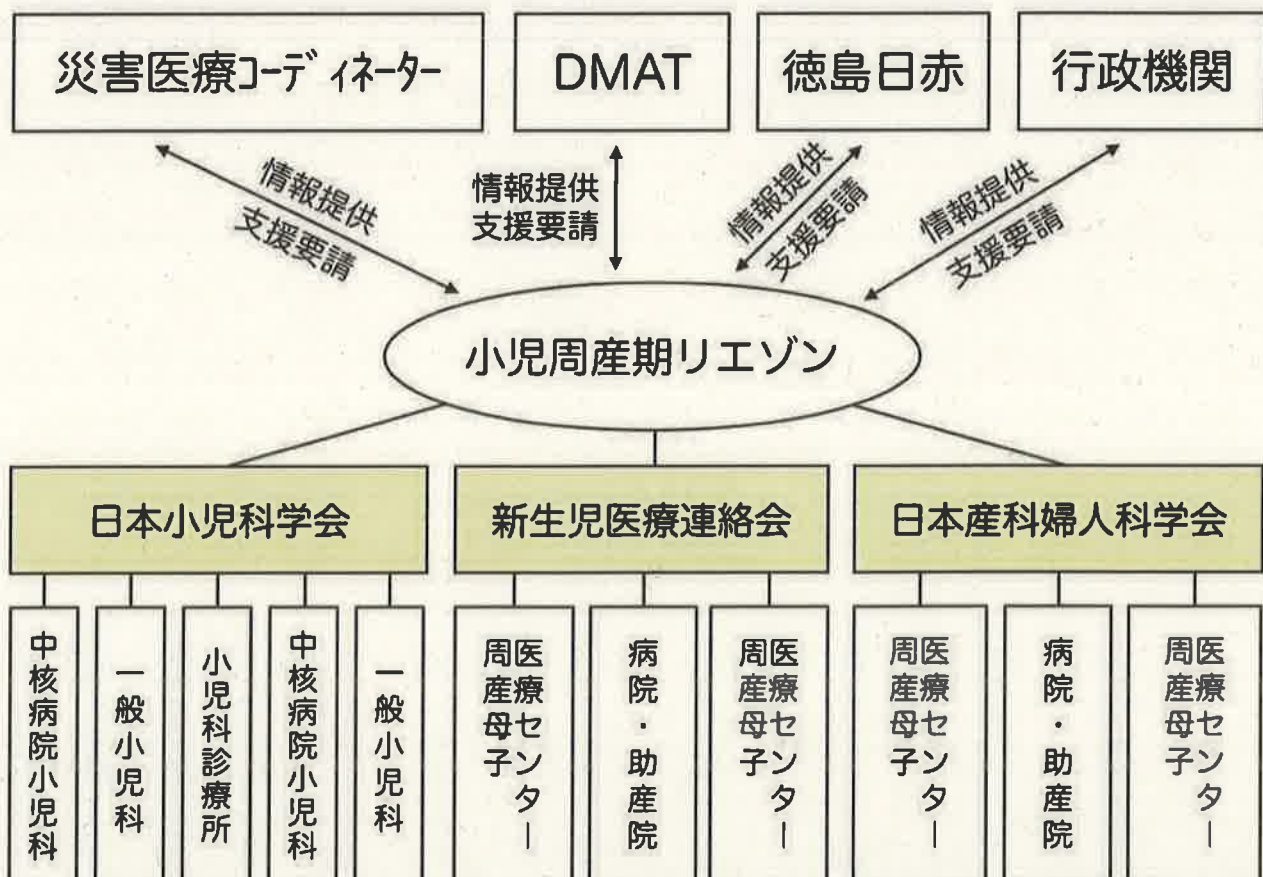 災害医療コーディネーター
DMAT
徳島日赤
行政機関
情報提供
支援要請
情報提供
支援要請
情報提供
支援要請
情報提供
支援要請
小児周産期リエゾン
日本小児科学会
新生児医療連絡会
日本産科婦人科学会
中核病院小児科
一般小児科
小児科診療所
中核病院小児科
一般小児科
周産母子
医療センター
病院・助産院
周産母子
医療センター
周産母子
医療センター
病院・助産院
周産母子
医療センター